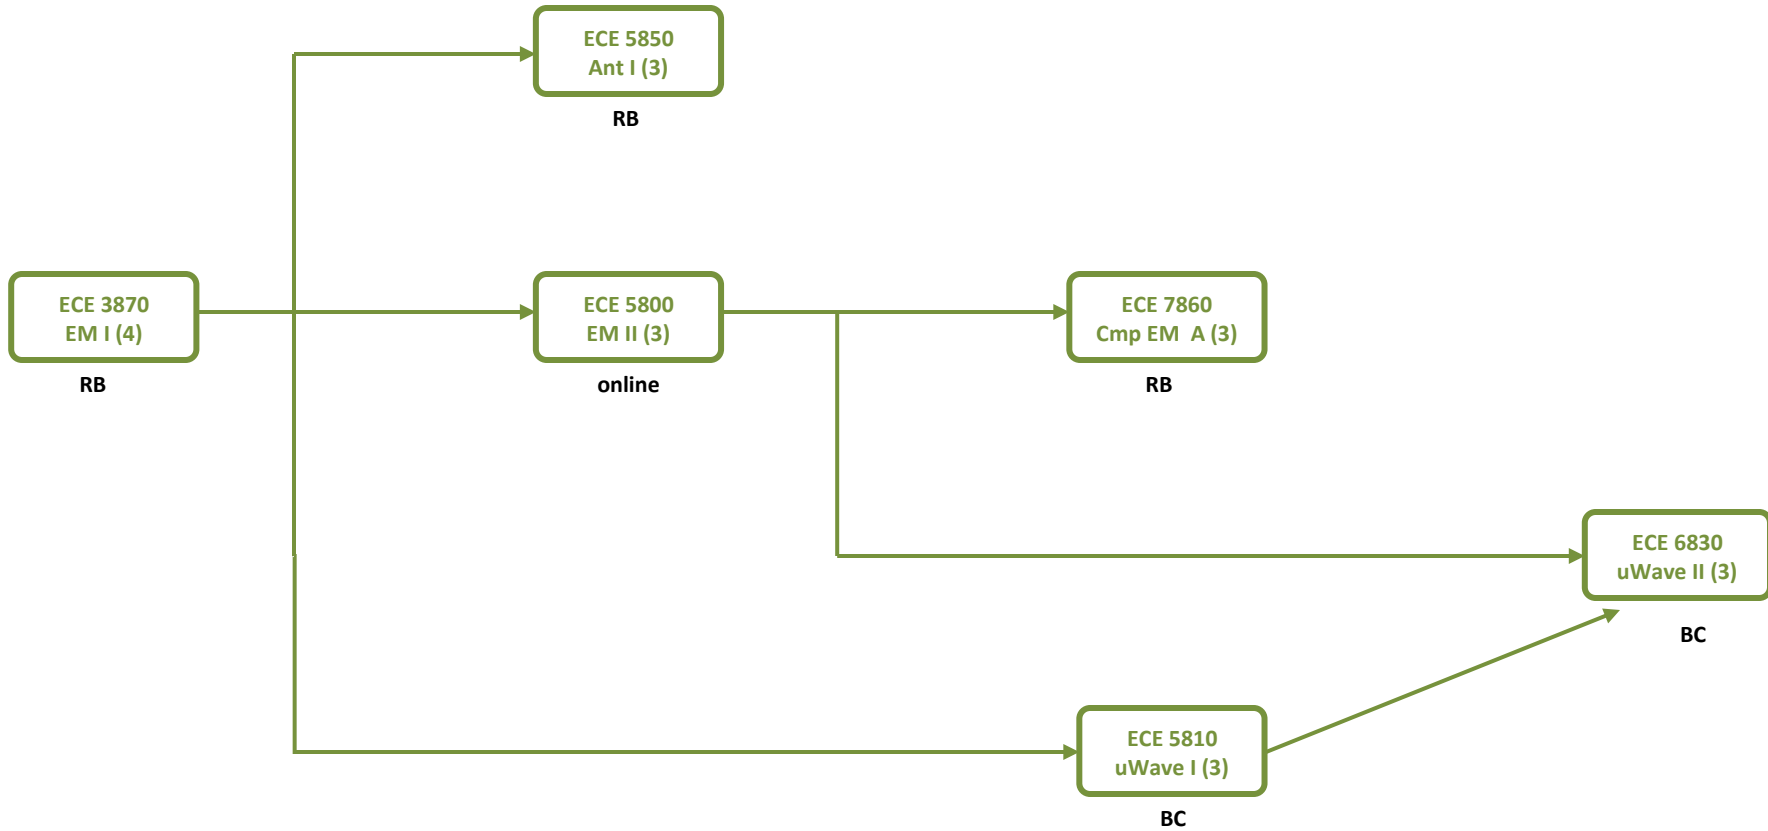 ECE 5850
Ant I (3)
RB
ECE 3870
EM I (4)
RB
ECE 5800
EM II (3)
online
ECE 7860
Cmp EM  A (3)
RB
ECE 6830
uWave II (3)
BC
ECE 5810
uWave I (3)
BC